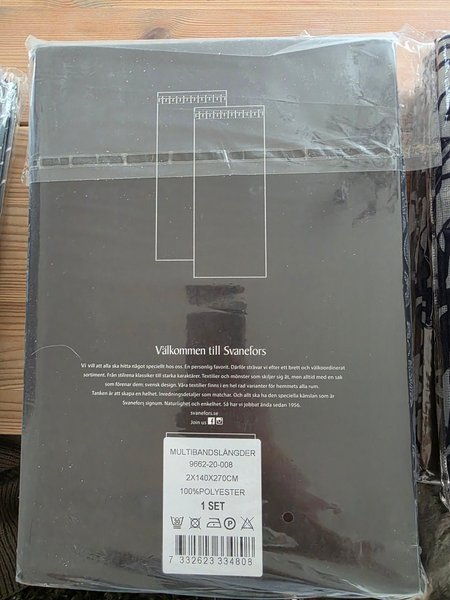 Välkommen till Svanefors
Vi vill att alla ska hitta något speciellt hos oss. En personlig favorit. Därför strävar vi efter ett brett och välkoordinerat
sortiment. Från stilrena klassiker till starka karaktärer. Textilier och mönster som skiljer sig åt, men alltid med en sak
som förenar dem: svensk design. Våra textilier finns i en hel rad varianter för hemmets alla rum.
Tanken är att skapa en helhet. Inredningsdetaljer som matchar. Och allt ska ha den speciella känslan som är
Svanefors signum. Naturlighet och enkelhet. Så har vi jobbat ända sedan 1956.
svanefors.se
Join us
MULTIBANDSLÄNGDER
9662-20-008
2X140X270CM
100%POLYESTER
1 SET
7 332623 334808